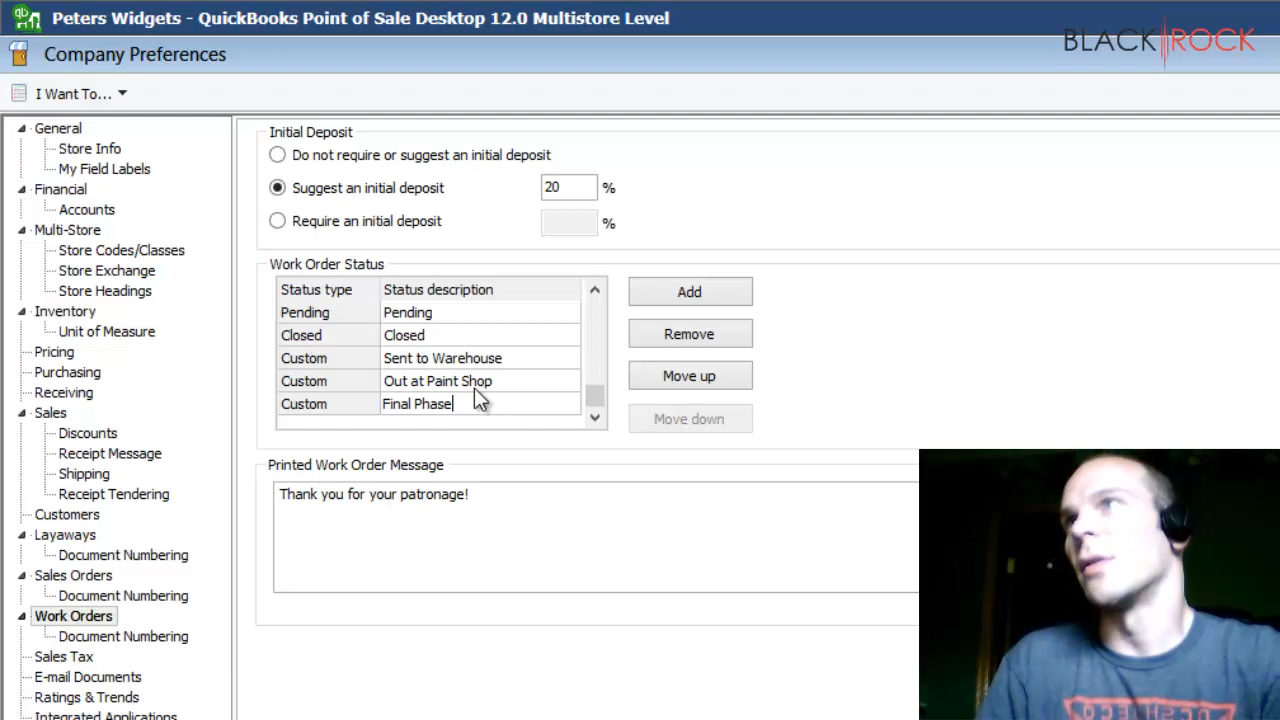 Peters Widgets - QuickBooks Point of Sale Desktop 12.0 Multistore Level
BLACK ROCK
Company Preferences
I Want To...
General
Store Info
My Field Labels
Financial
Accounts
Multi-Store
Store Codes/Classes
Store Exchange
Store Headings
Inventory
Unit of Measure
Pricing
Purchasing
Receiving
Sales
Discounts
Receipt Message
Shipping
Receipt Tendering
Customers
Layaways
Document Numbering
Sales Orders
Document Numbering
Work Orders
Document Numbering
Sales Tax
E-mail Documents
Ratings & Trends
Integrated Applications
Initial Deposit
Do not require or suggest an initial deposit
Suggest an initial deposit 20 %
Require an initial deposit %
Work Order Status
Status type Status description
Pending Pending
Closed Closed
Custom Sent to Warehouse
Custom Out at Paint Shop
Custom Final Phase
Add
Remove
Move up
Move down
Printed Work Order Message
Thank you for your patronage!